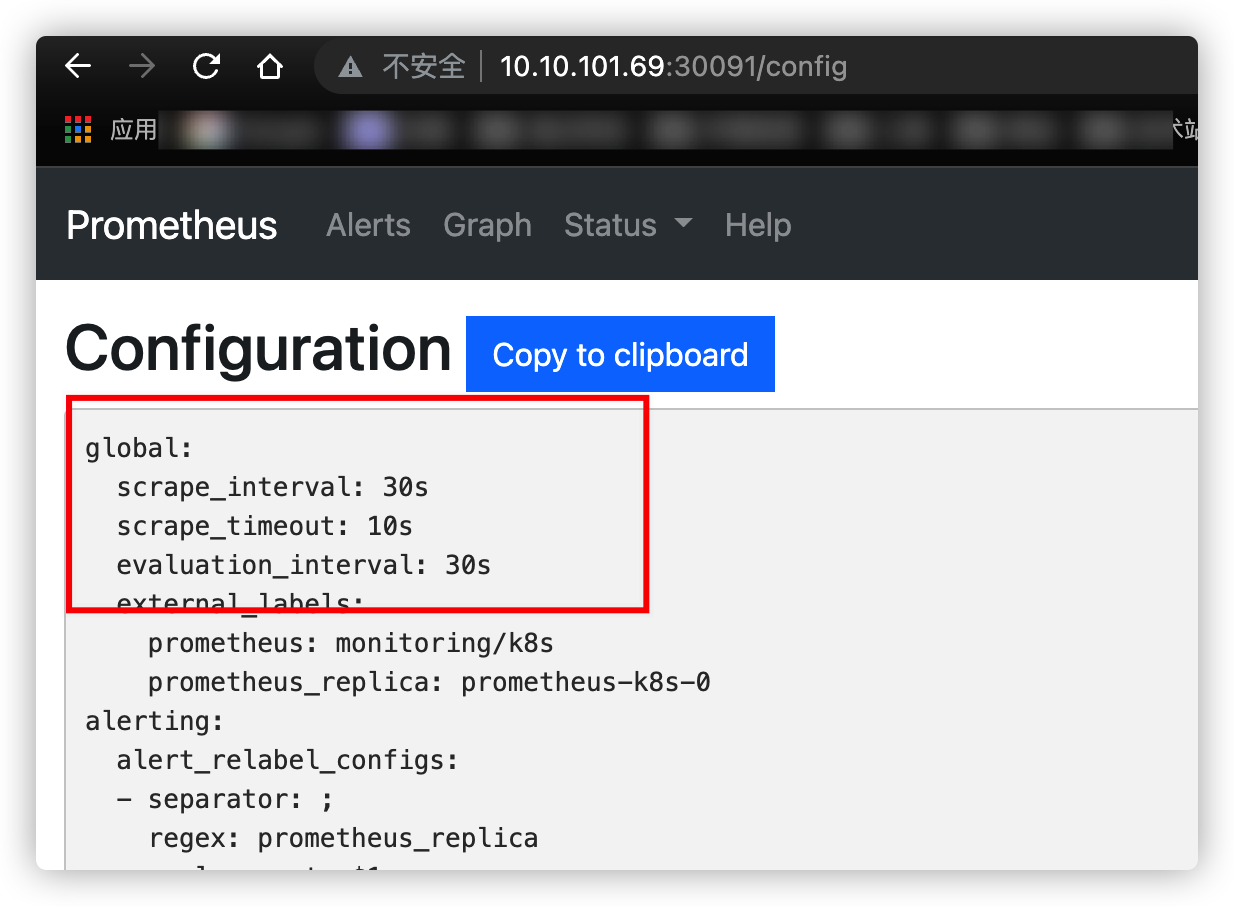 不安全 10.10.101.69:30091/config
应用
Prometheus Alerts Graph Status Help
Configuration Copy to clipboard
global:
  scrape_interval: 30s
  scrape_timeout: 10s
  evaluation_interval: 30s
  external_labels:
    prometheus: monitoring/k8s
    prometheus_replica: prometheus-k8s-0
alerting:
  alert_relabel_configs:
  - separator: ;
    regex: prometheus_replica